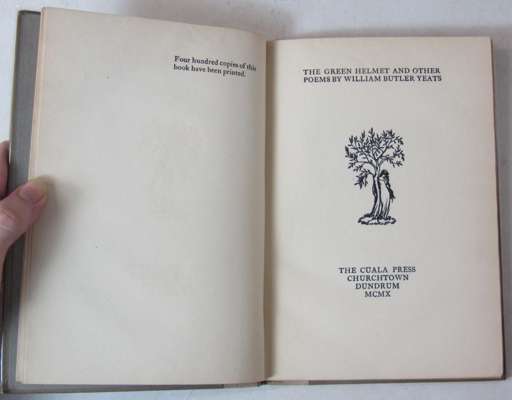 Four hundred copies of this
book have been printed.
THE GREEN HELMET AND OTHER
POEMS BY WILLIAM BUTLER YEATS
THE CUALA PRESS
CHURCHTOWN
DUNDRUM
MCMX